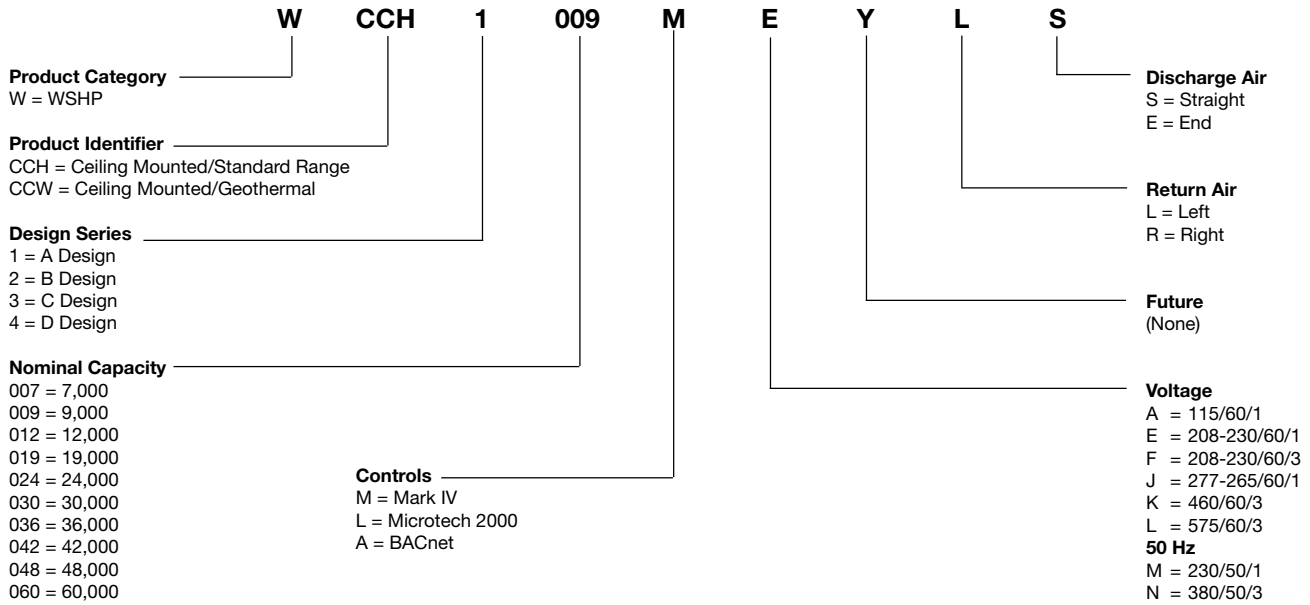 W CCH 1 009 M E Y L S
Product Category
W = WSHP
Product Identifier
CCH = Ceiling Mounted/Standard Range
CCW = Ceiling Mounted/Geothermal
Design Series
1 = A Design
2 = B Design
3 = C Design
4 = D Design
Nominal Capacity
007 = 7,000
009 = 9,000
012 = 12,000
019 = 19,000
024 = 24,000
030 = 30,000
036 = 36,000
042 = 42,000
048 = 48,000
060 = 60,000
Controls
M = Mark IV
L = Microtech 2000
A = BACnet
Discharge Air
S = Straight
E = End
Return Air
L = Left
R = Right
Future
(None)
Voltage
A = 115/60/1
E = 208-230/60/1
F = 208-230/60/3
J = 277-265/60/1
K = 460/60/3
L = 575/60/3
50 Hz
M = 230/50/1
N = 380/50/3